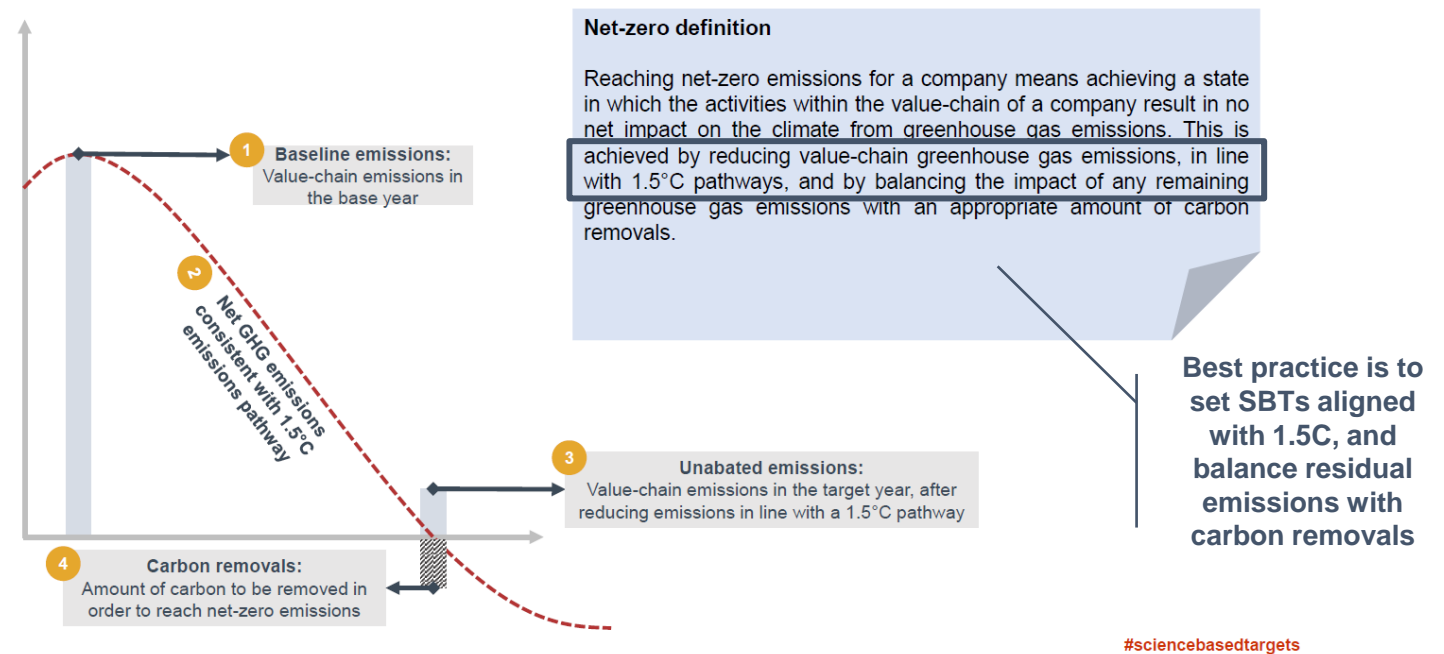 Net-zero definition
Reaching net-zero emissions for a company means achieving a state
in which the activities within the value-chain of a company result in no
net impact on the climate from greenhouse gas emissions. This is
achieved by reducing value-chain greenhouse gas emissions, in line
with 1.5°C pathways, and by balancing the impact of any remaining
greenhouse gas emissions with an appropriate amount of carbon
removals.
1
Baseline emissions:
Value-chain emissions in
the base year
2
Net GHG emissions
consistent with 1.5°C
emissions pathway
3
Unabated emissions:
Value-chain emissions in the target year, after
reducing emissions in line with a 1.5°C pathway
4
Carbon removals:
Amount of carbon to be removed in
order to reach net-zero emissions
Best practice is to
set SBTs aligned
with 1.5C, and
balance residual
emissions with
carbon removals
#sciencebasedtargets